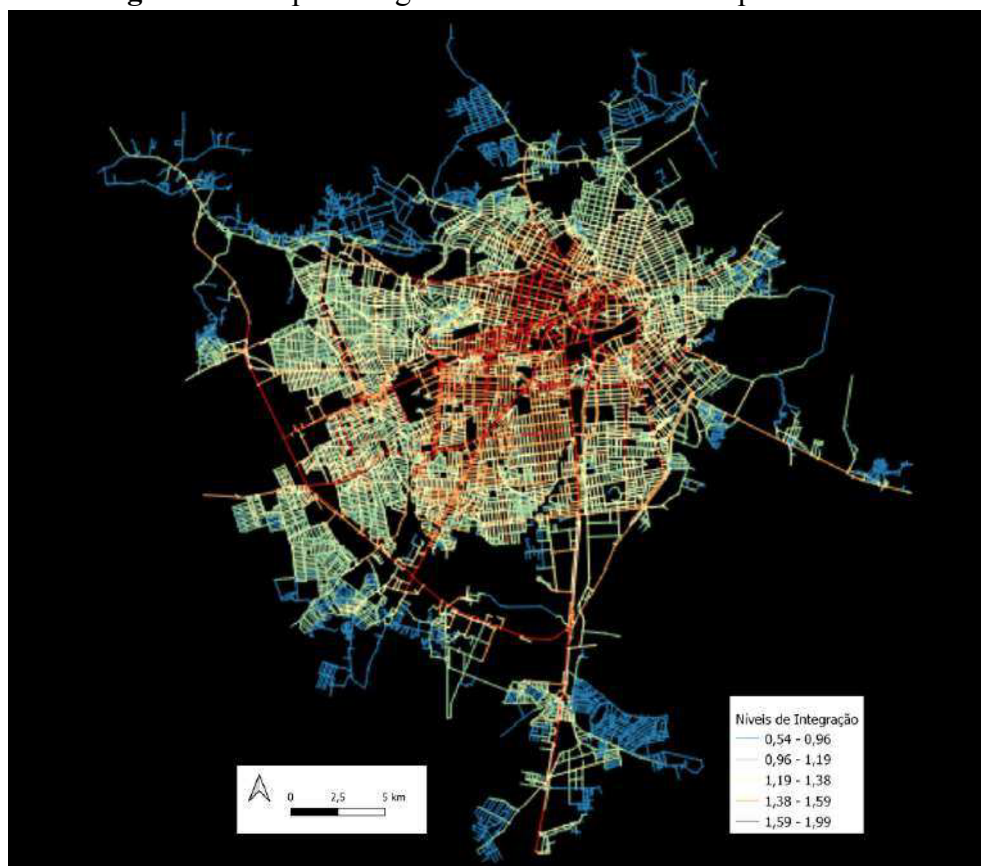 Níveis de Integração
0,54 - 0,96
0,96 - 1,19
1,19 - 1,38
1,38 - 1,59
1,59 - 1,99
0 2,5 5 km